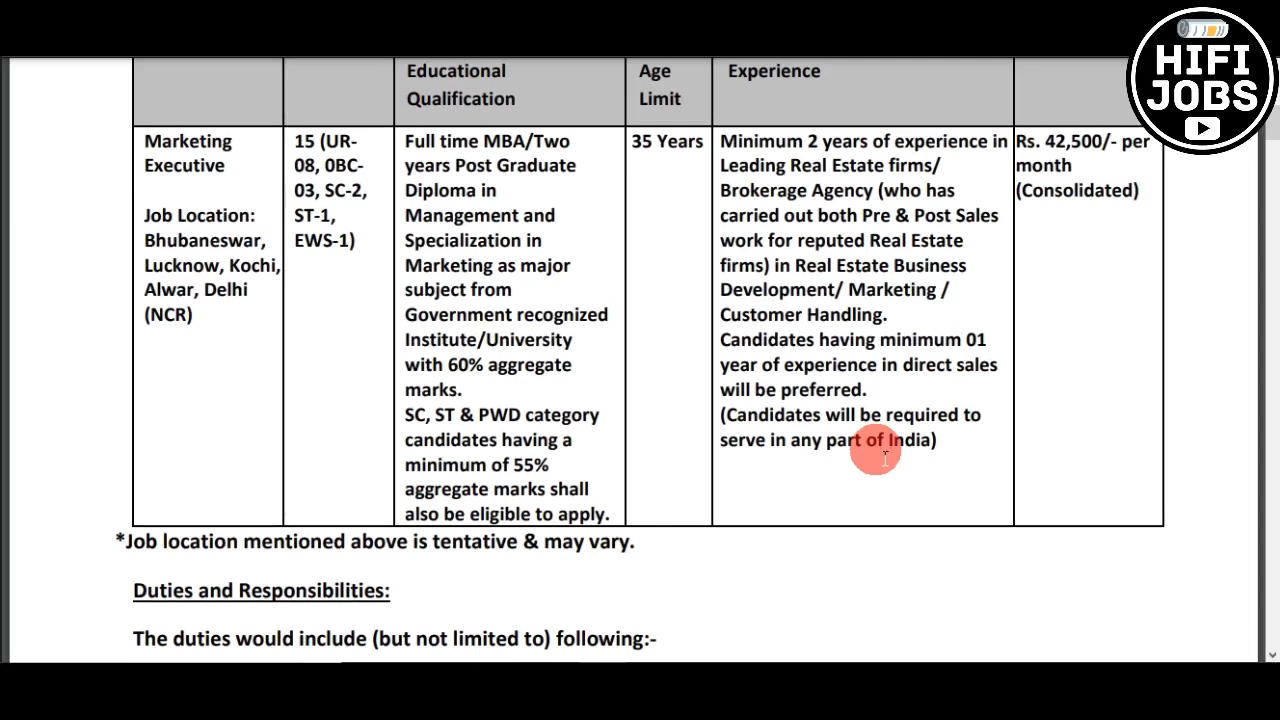 HIFI
JOBS
Educational
Qualification
Age
Limit
Experience
Marketing
Executive
Job Location:
Bhubaneswar,
Lucknow, Kochi,
Alwar, Delhi
(NCR)
15 (UR-
08, 0BC-
03, SC-2,
ST-1,
EWS-1)
Full time MBA/Two
years Post Graduate
Diploma in
Management and
Specialization in
Marketing as major
subject from
Government recognized
Institute/University
with 60% aggregate
marks.
SC, ST & PWD category
candidates having a
minimum of 55%
aggregate marks shall
also be eligible to apply.
35 Years
Minimum 2 years of experience in
Leading Real Estate firms/
Brokerage Agency (who has
carried out both Pre & Post Sales
work for reputed Real Estate
firms) in Real Estate Business
Development/ Marketing /
Customer Handling.
Candidates having minimum 01
year of experience in direct sales
will be preferred.
(Candidates will be required to
serve in any part of India)
Rs. 42,500/- per
month
(Consolidated)
*Job location mentioned above is tentative & may vary.
Duties and Responsibilities:
The duties would include (but not limited to) following:-